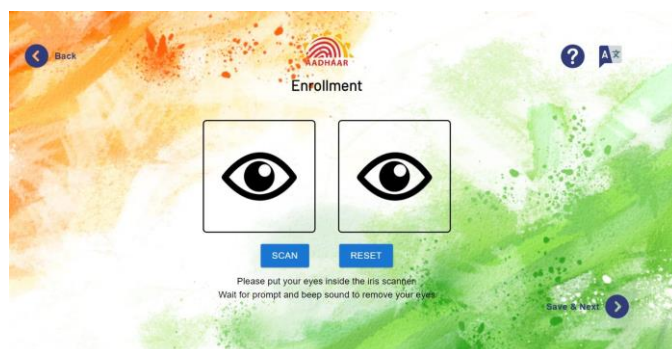 Back
AADHAAR
?
A
Enrollment
SCAN
RESET
Please put your eyes inside the iris scanner
Wait for prompt and beep sound to remove your eyes
Save & Next